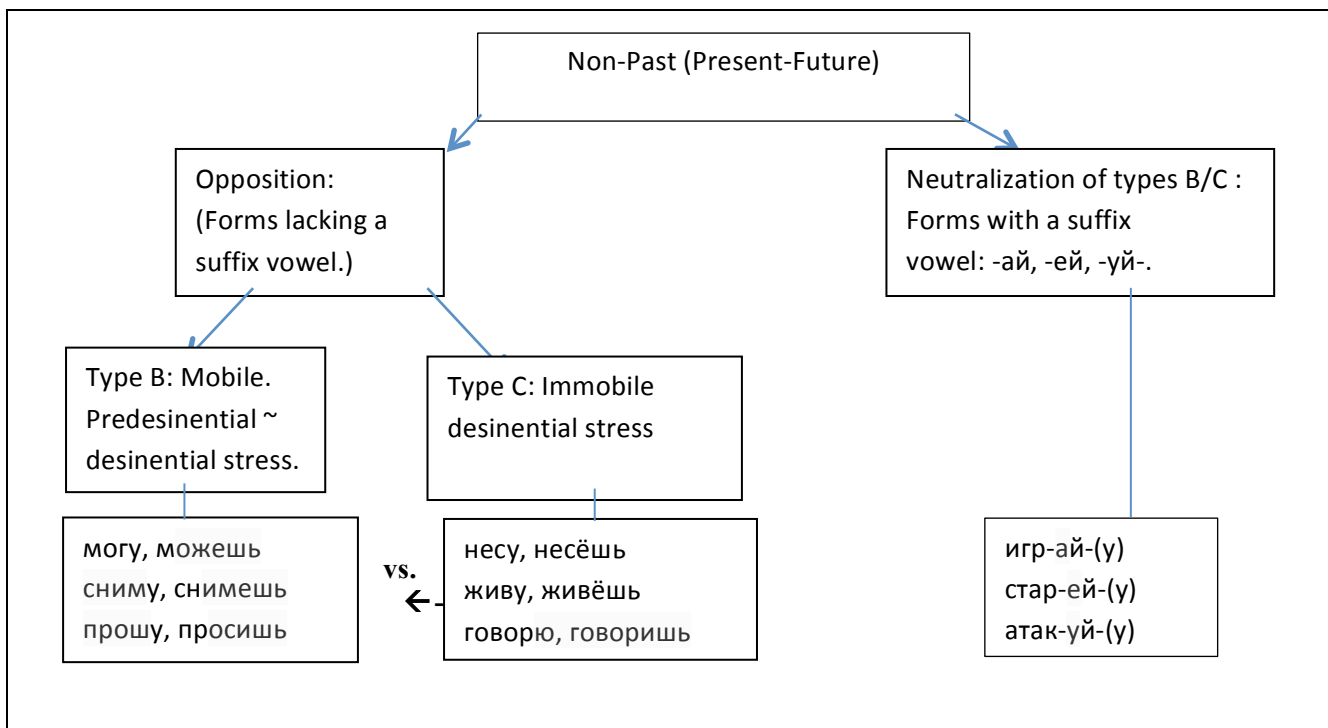 Non-Past (Present-Future)
Opposition:
(Forms lacking a
suffix vowel.)
Neutralization of types B/C :
Forms with a suffix
vowel: -ай, -ей, -уй-.
Type B: Mobile.
Predesinential ~
desinential stress.
Type C: Immobile
desinential stress
могу, можешь
сниму, снимешь
прошу, просишь
vs.
несу, несёшь
живу, живёшь
говорю, говоришь
игр-ай-(у)
стар-ей-(у)
атак-уй-(у)